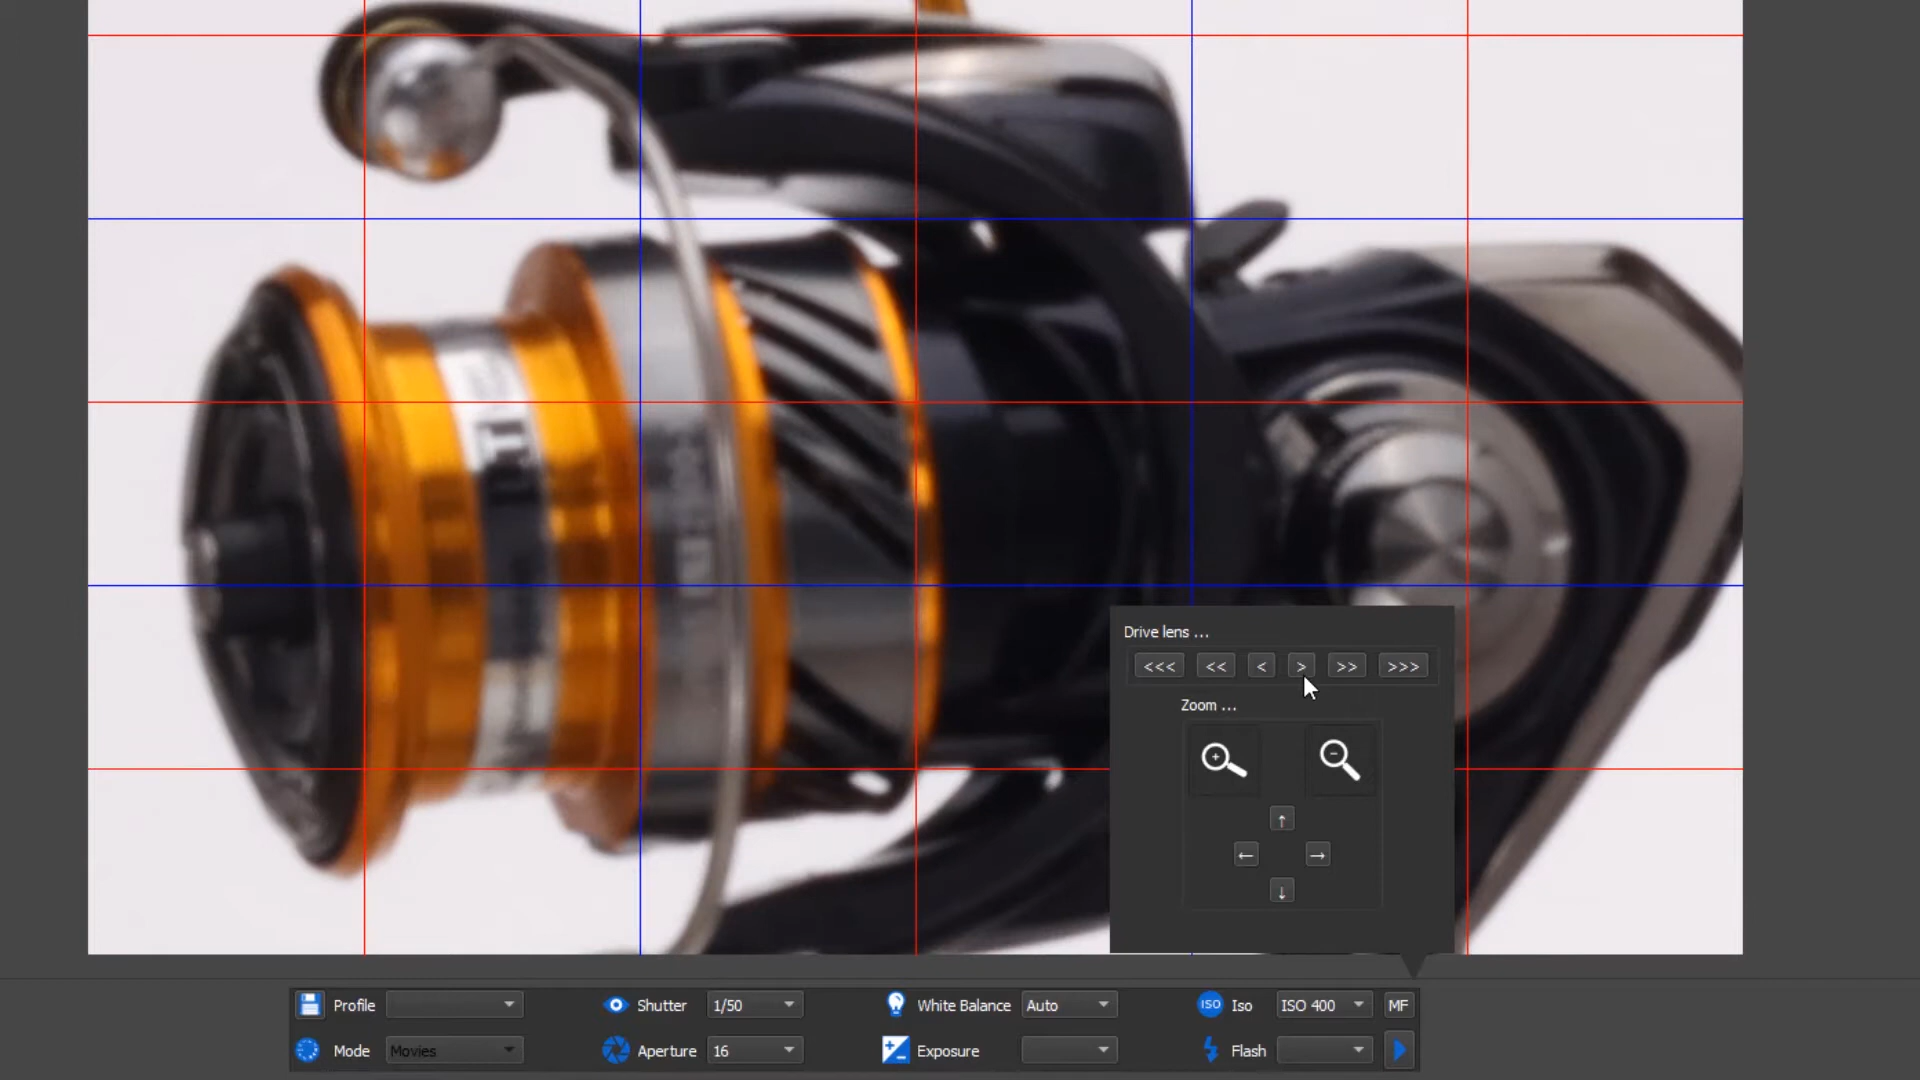 Drive lens ...
<<< << < > >> >>>
Zoom ...
↑
← →
↓
Profile Shutter 1/50 White Balance Auto ISO Iso ISO 400 MF
Mode Movies Aperture 16 Exposure Flash